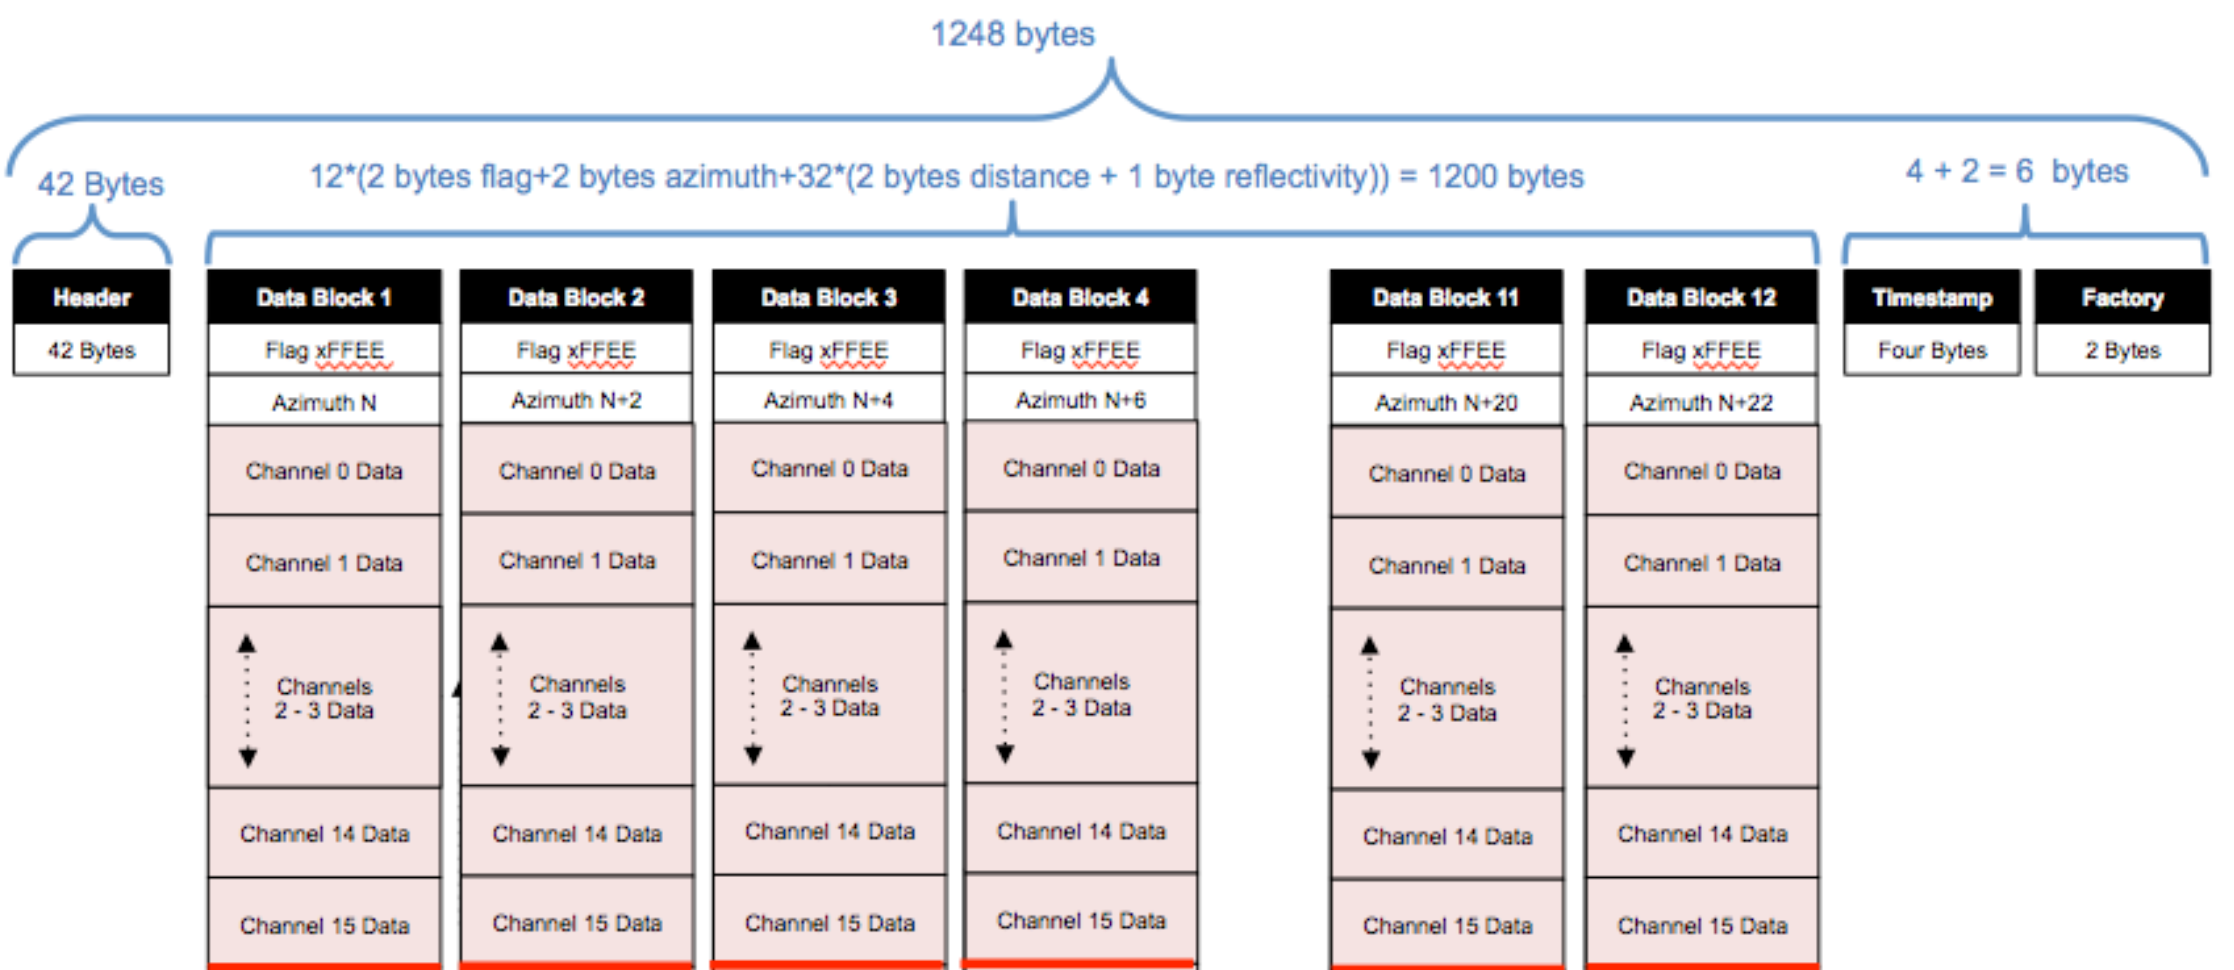 1248 bytes
42 Bytes
12*(2 bytes flag+2 bytes azimuth+32*(2 bytes distance + 1 byte reflectivity)) = 1200 bytes
4 + 2 = 6 bytes
Header
42 Bytes
Data Block 1
Flag xFFEE
Azimuth N
Channel 0 Data
Channel 1 Data
Channels
2 - 3 Data
Channel 14 Data
Channel 15 Data
Data Block 2
Flag xFFEE
Azimuth N+2
Channel 0 Data
Channel 1 Data
Channels
2 - 3 Data
Channel 14 Data
Channel 15 Data
Data Block 3
Flag xFFEE
Azimuth N+4
Channel 0 Data
Channel 1 Data
Channels
2 - 3 Data
Channel 14 Data
Channel 15 Data
Data Block 4
Flag xFFEE
Azimuth N+6
Channel 0 Data
Channel 1 Data
Channels
2 - 3 Data
Channel 14 Data
Channel 15 Data
Data Block 11
Flag xFFEE
Azimuth N+20
Channel 0 Data
Channel 1 Data
Channels
2 - 3 Data
Channel 14 Data
Channel 15 Data
Data Block 12
Flag xFFEE
Azimuth N+22
Channel 0 Data
Channel 1 Data
Channels
2 - 3 Data
Channel 14 Data
Channel 15 Data
Timestamp
Four Bytes
Factory
2 Bytes